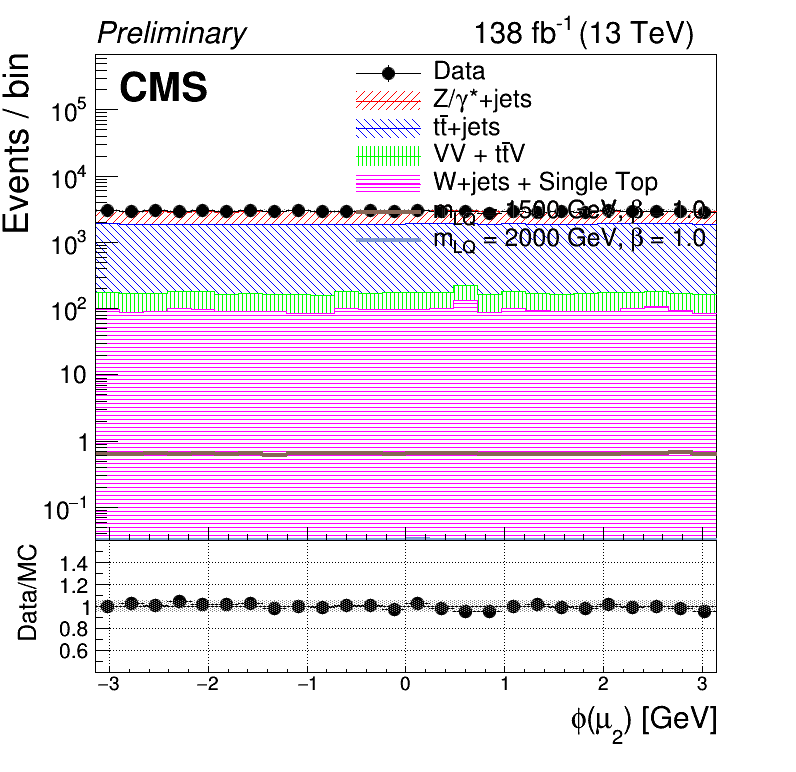 Preliminary 138 fb⁻¹ (13 TeV)
CMS
Data
Z/γ*+jets
tt̄+jets
VV + tt̄V
W+jets + Single Top
m_LQ = 1500 GeV, β = 1.0
m_LQ = 2000 GeV, β = 1.0
Events / bin
10⁵
10⁴
10³
10²
10
1
10⁻¹
Data/MC
1.4
1.2
1
0.8
0.6
−3 −2 −1 0 1 2 3
ϕ(μ₂) [GeV]